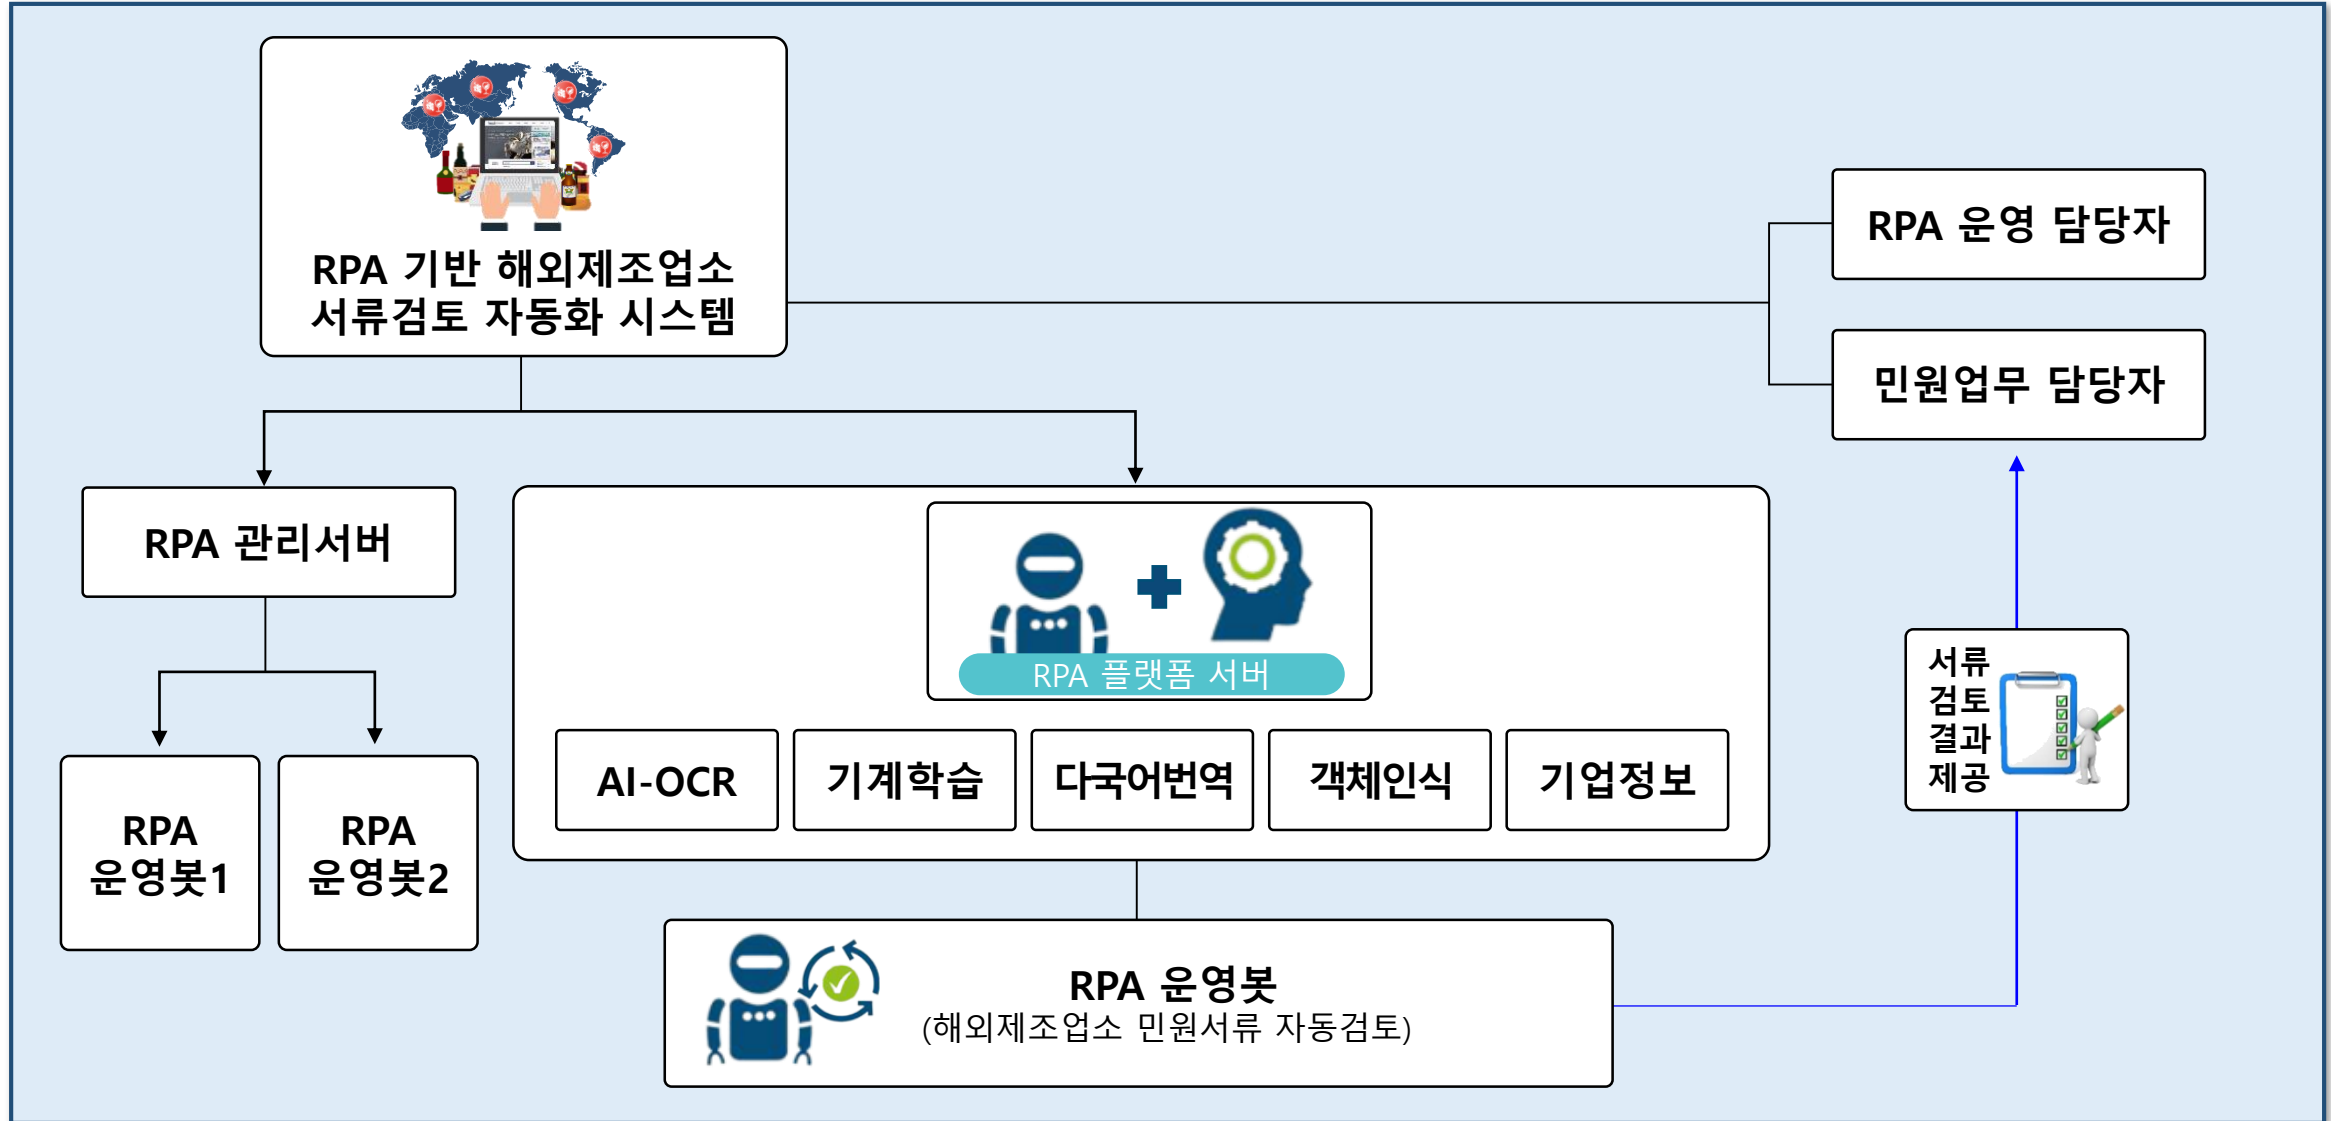 RPA 기반 해외제조업소
서류검토 자동화 시스템
RPA 운영 담당자
민원업무 담당자
RPA 관리서버
RPA
운영봇1
RPA
운영봇2
RPA 플랫폼 서버
AI-OCR
기계학습
다국어번역
객체인식
기업정보
서류
검토
결과
제공
RPA 운영봇
(해외제조업소 민원서류 자동검토)